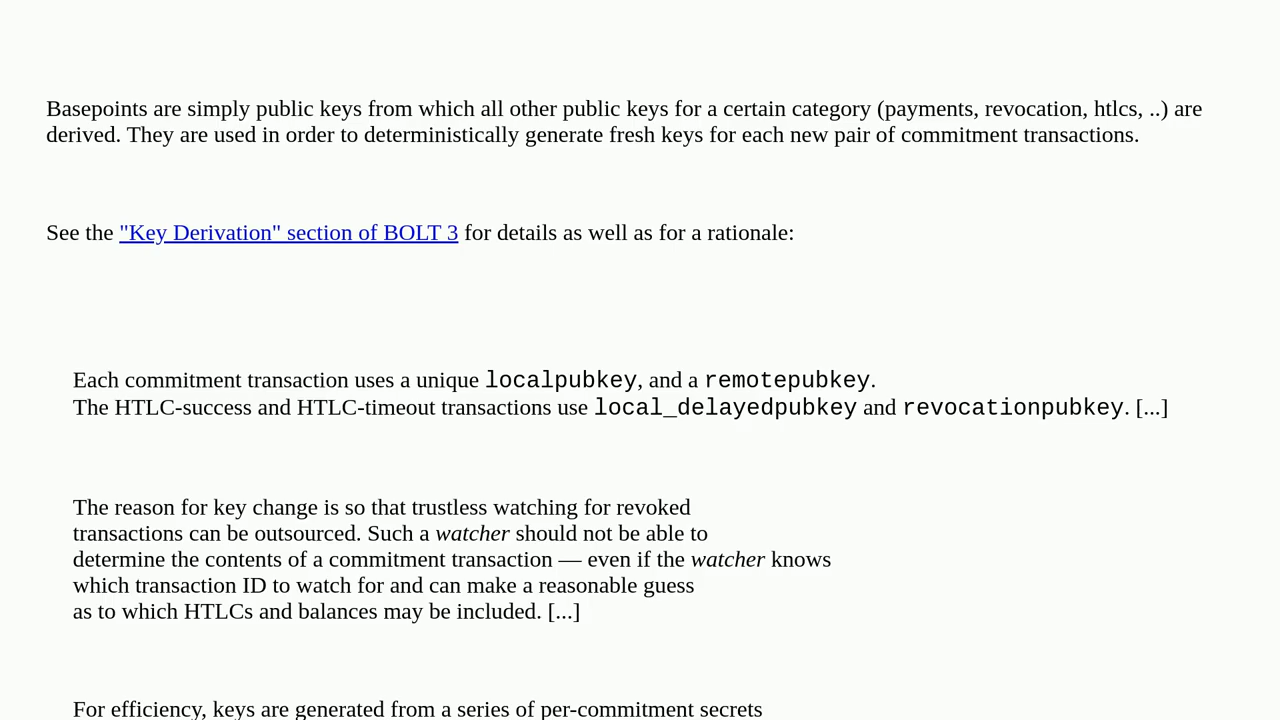 Basepoints are simply public keys from which all other public keys for a certain category (payments, revocation, htlcs, ..) are
derived. They are used in order to deterministically generate fresh keys for each new pair of commitment transactions.
See the "Key Derivation" section of BOLT 3 for details as well as for a rationale:
Each commitment transaction uses a unique localpubkey, and a remotepubkey.
The HTLC-success and HTLC-timeout transactions use local_delayedpubkey and revocationpubkey. [...]
The reason for key change is so that trustless watching for revoked
transactions can be outsourced. Such a watcher should not be able to
determine the contents of a commitment transaction — even if the watcher knows
which transaction ID to watch for and can make a reasonable guess
as to which HTLCs and balances may be included. [...]
For efficiency, keys are generated from a series of per-commitment secrets